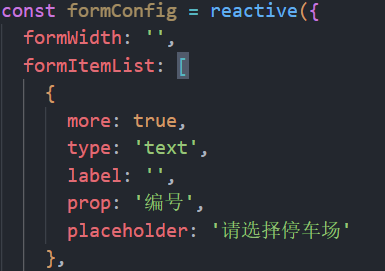 const formConfig = reactive({
formWidth: '',
formItemList: [
{
more: true,
type: 'text',
label: '',
prop: '编号',
placeholder: '请选择停车场'
},